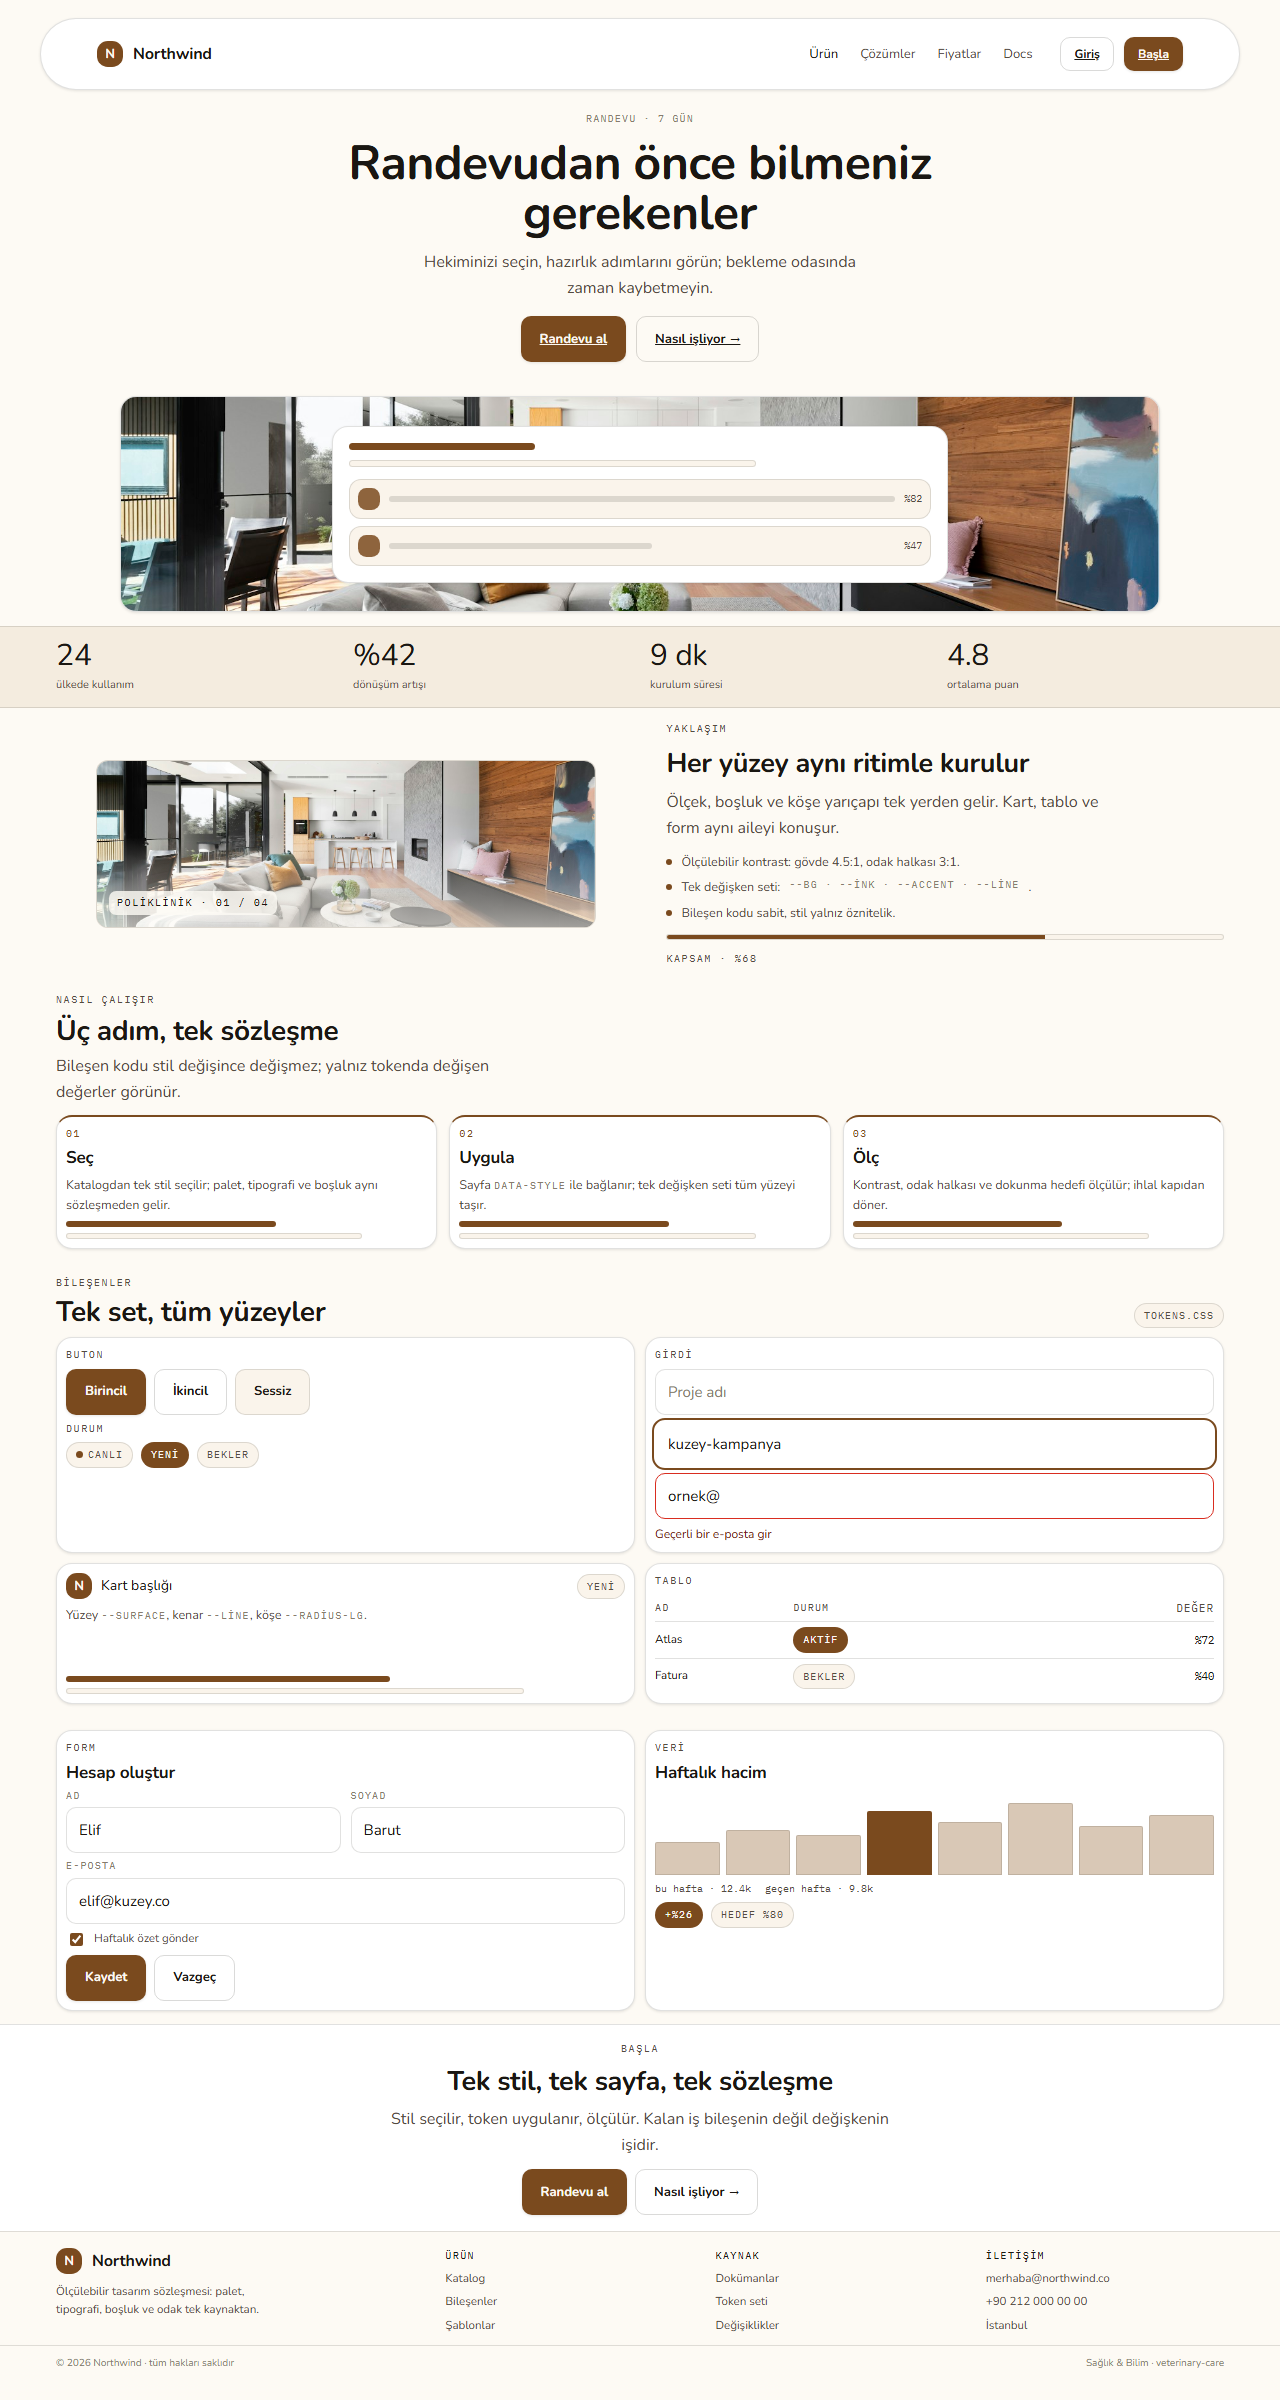 N Northwind
Ürün Çözümler Fiyatlar Docs Giriş Başla
RANDEVU · 7 GÜN
Randevudan önce bilmeniz
gerekenler
Hekiminizi seçin, hazırlık adımlarını görün; bekleme odasında
zaman kaybetmeyin.
Randevu al Nasıl işliyor →
%82
%47
24 %42 9 dk 4.8
ülkede kullanım dönüşüm artışı kurulum süresi ortalama puan
YAKLAŞIM
Her yüzey aynı ritimle kurulur
Ölçek, boşluk ve köşe yarıçapı tek yerden gelir. Kart, tablo ve
form aynı aileyi konuşur.
Ölçülebilir kontrast: gövde 4.5:1, odak halkası 3:1.
Tek değişken seti: --BG · --İNK · --ACCENT · --LİNE .
Bileşen kodu sabit, stil yalnız öznitelik.
POLİKLİNİK · 01 / 04
KAPSAM · %68
NASIL ÇALIŞIR
Üç adım, tek sözleşme
Bileşen kodu stil değişince değişmez; yalnız tokenda değişen
değerler görünür.
01
Seç
Katalogdan tek stil seçilir; palet, tipografi ve boşluk aynı
sözleşmeden gelir.
02
Uygula
Sayfa DATA-STYLE ile bağlanır; tek değişken seti tüm yüzeyi
taşır.
03
Ölç
Kontrast, odak halkası ve dokunma hedefi ölçülür; ihlal kapıdan
döner.
BİLEŞENLER
Tek set, tüm yüzeyler
TOKENS.CSS
BUTON
Birincil İkincil Sessiz
DURUM
CANLI YENİ BEKLER
GİRDİ
Proje adı
kuzey-kampanya
ornek@
Geçerli bir e-posta gir
N Kart başlığı YENİ
Yüzey --SURFACE, kenar --LİNE, köşe --RADİUS-LG.
TABLO
AD DURUM DEĞER
Atlas AKTİF %72
Fatura BEKLER %40
FORM
Hesap oluştur
AD SOYAD
Elif Barut
E-POSTA
elif@kuzey.co
Haftalık özet gönder
Kaydet Vazgeç
VERİ
Haftalık hacim
bu hafta · 12.4k geçen hafta · 9.8k
+%26 HEDEF %80
BAŞLA
Tek stil, tek sayfa, tek sözleşme
Stil seçilir, token uygulanır, ölçülür. Kalan iş bileşenin değil değişkenin
işidir.
Randevu al Nasıl işliyor →
N Northwind
Ölçülebilir tasarım sözleşmesi: palet,
tipografi, boşluk ve odak tek kaynaktan.
ÜRÜN
Katalog
Bileşenler
Şablonlar
KAYNAK
Dokümanlar
Token seti
Değişiklikler
İLETİŞİM
merhaba@northwind.co
+90 212 000 00 00
İstanbul
© 2026 Northwind · tüm hakları saklıdır
Sağlık & Bilim · veterinary-care